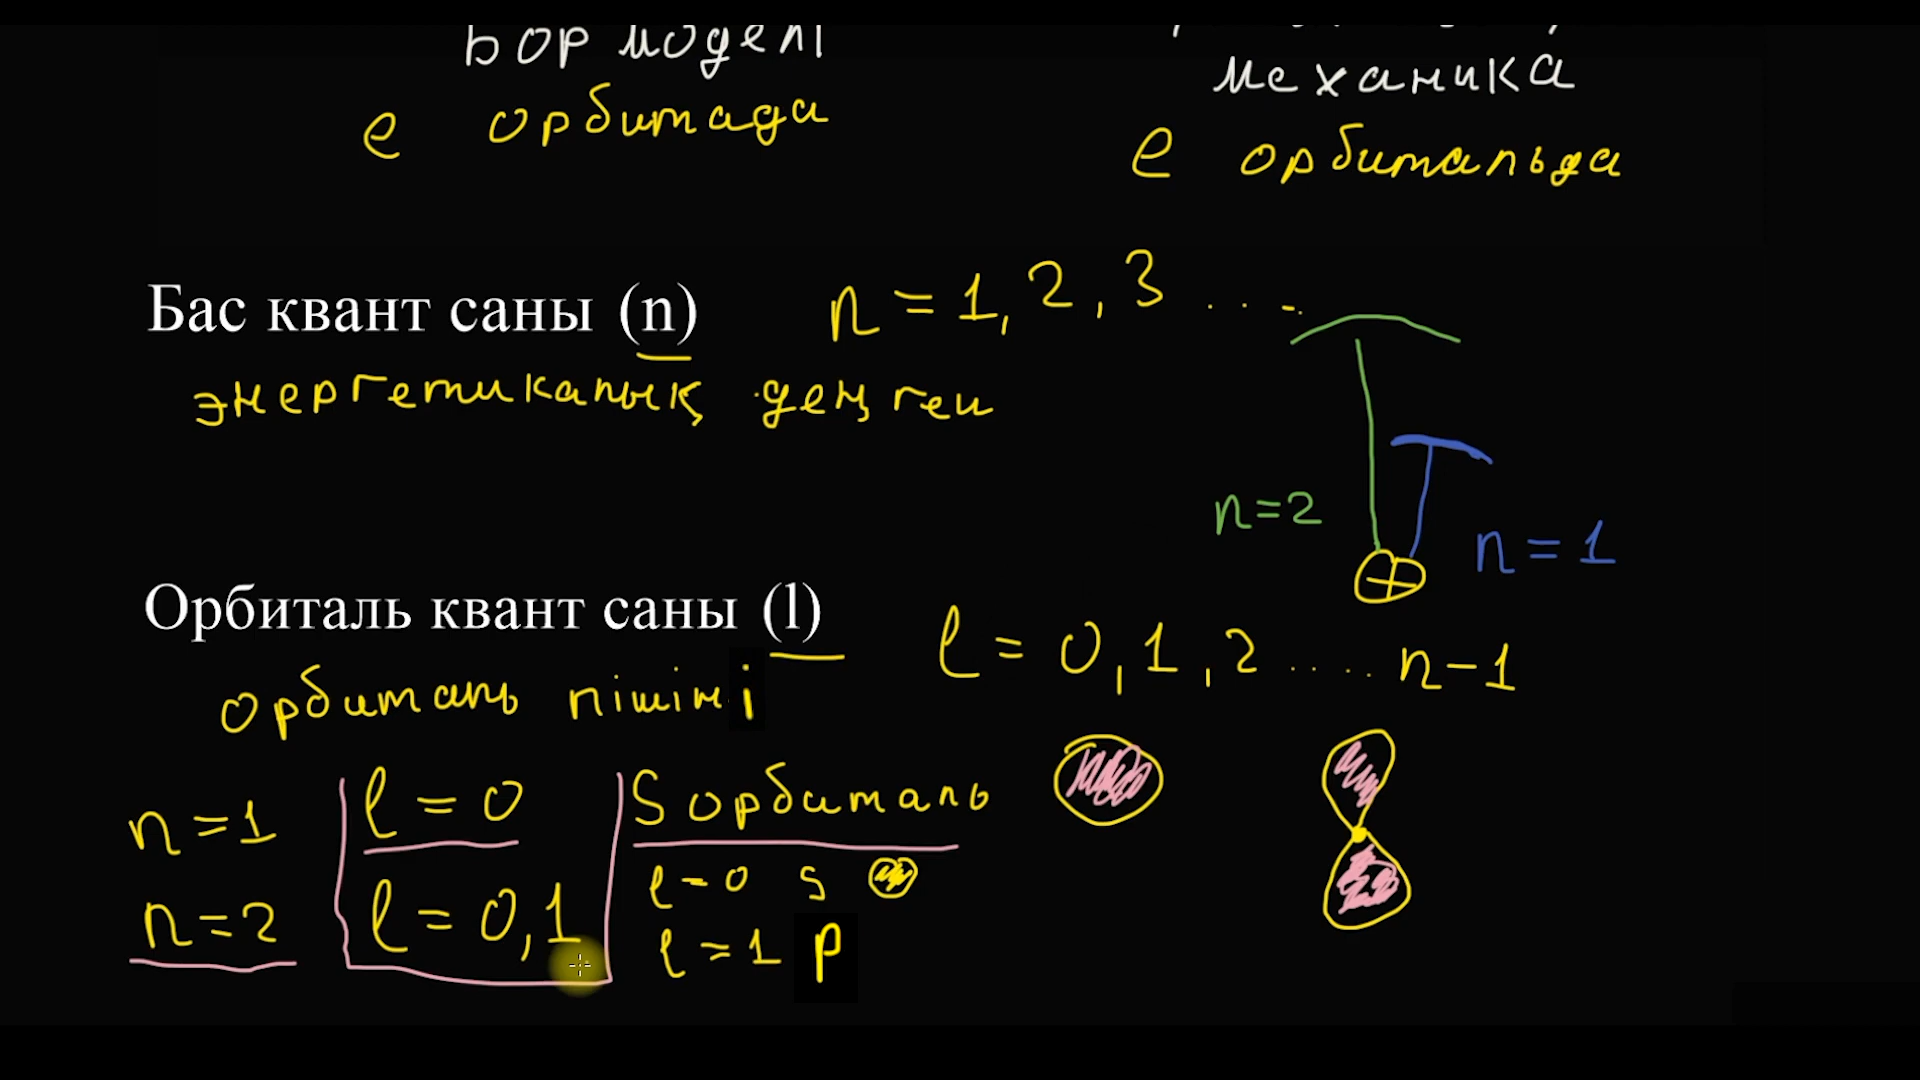 Бор моделі
механика
e орбитада
e орбитальда
Бас квант саны (n)
n = 1, 2, 3 ....
энергетикалық деңгей
n=2
n=1
Орбиталь квант саны (l)
l = 0, 1, 2 .... n-1
орбиталь пішіні
n=1 l=0 S орбиталь
l-0 s
n=2 l=0,1
l=1 p